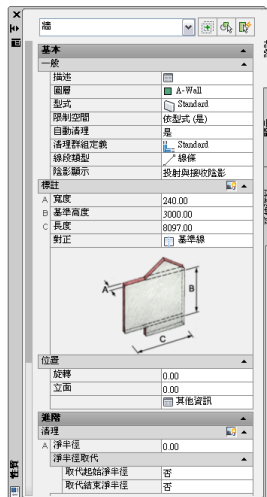 牆
基本
一般
描述
圖層 A-Wall
型式 Standard
限制空間 依型式 (是)
自動清理 是
清理群組定義 Standard
線段類型 線條
陰影顯示 投射與接收陰影
標註
A 寬度 240.00
B 基準高度 3000.00
C 長度 8097.00
對正 基準線
A
B
C
位置
旋轉 0.00
立面 0.00
其他資訊
進階
清理
A 淨半徑 0.00
淨半徑取代
取代起始淨半徑 否
取代結束淨半徑 否
性質